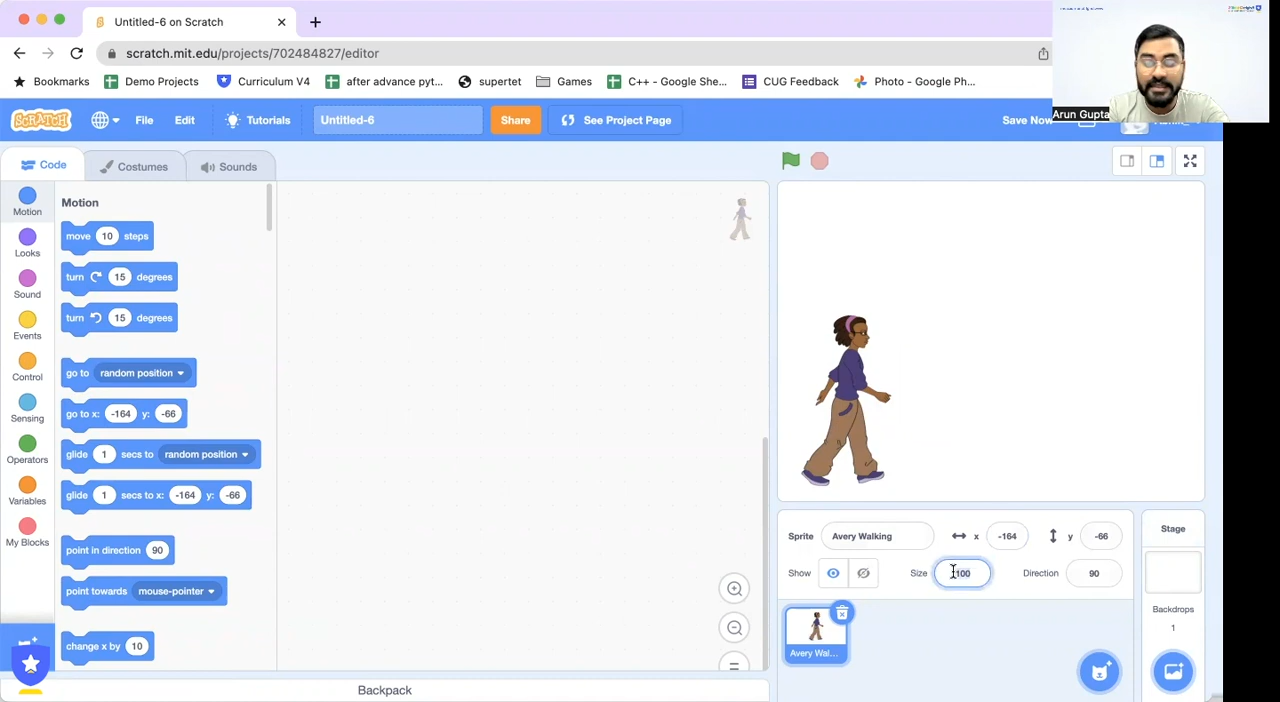 Untitled-6 on Scratch
scratch.mit.edu/projects/702484827/editor
Bookmarks
Demo Projects
Curriculum V4
after advance pyt...
supertet
Games
C++ - Google She...
CUG Feedback
Photo - Google Ph...
Arun Gupta
SCRATCH
File
Edit
Tutorials
Untitled-6
Share
See Project Page
Save Now
Code
Costumes
Sounds
Motion
Looks
Sound
Events
Control
Sensing
Operators
Variables
My Blocks
Motion
move 10 steps
turn 15 degrees
turn 15 degrees
go to random position
go to x: -164 y: -66
glide 1 secs to random position
glide 1 secs to x: -164 y: -66
point in direction 90
point towards mouse-pointer
change x by 10
Backpack
Sprite Avery Walking x -164 y -66
Show Size 100 Direction 90
Avery Wal...
Stage
Backdrops
1